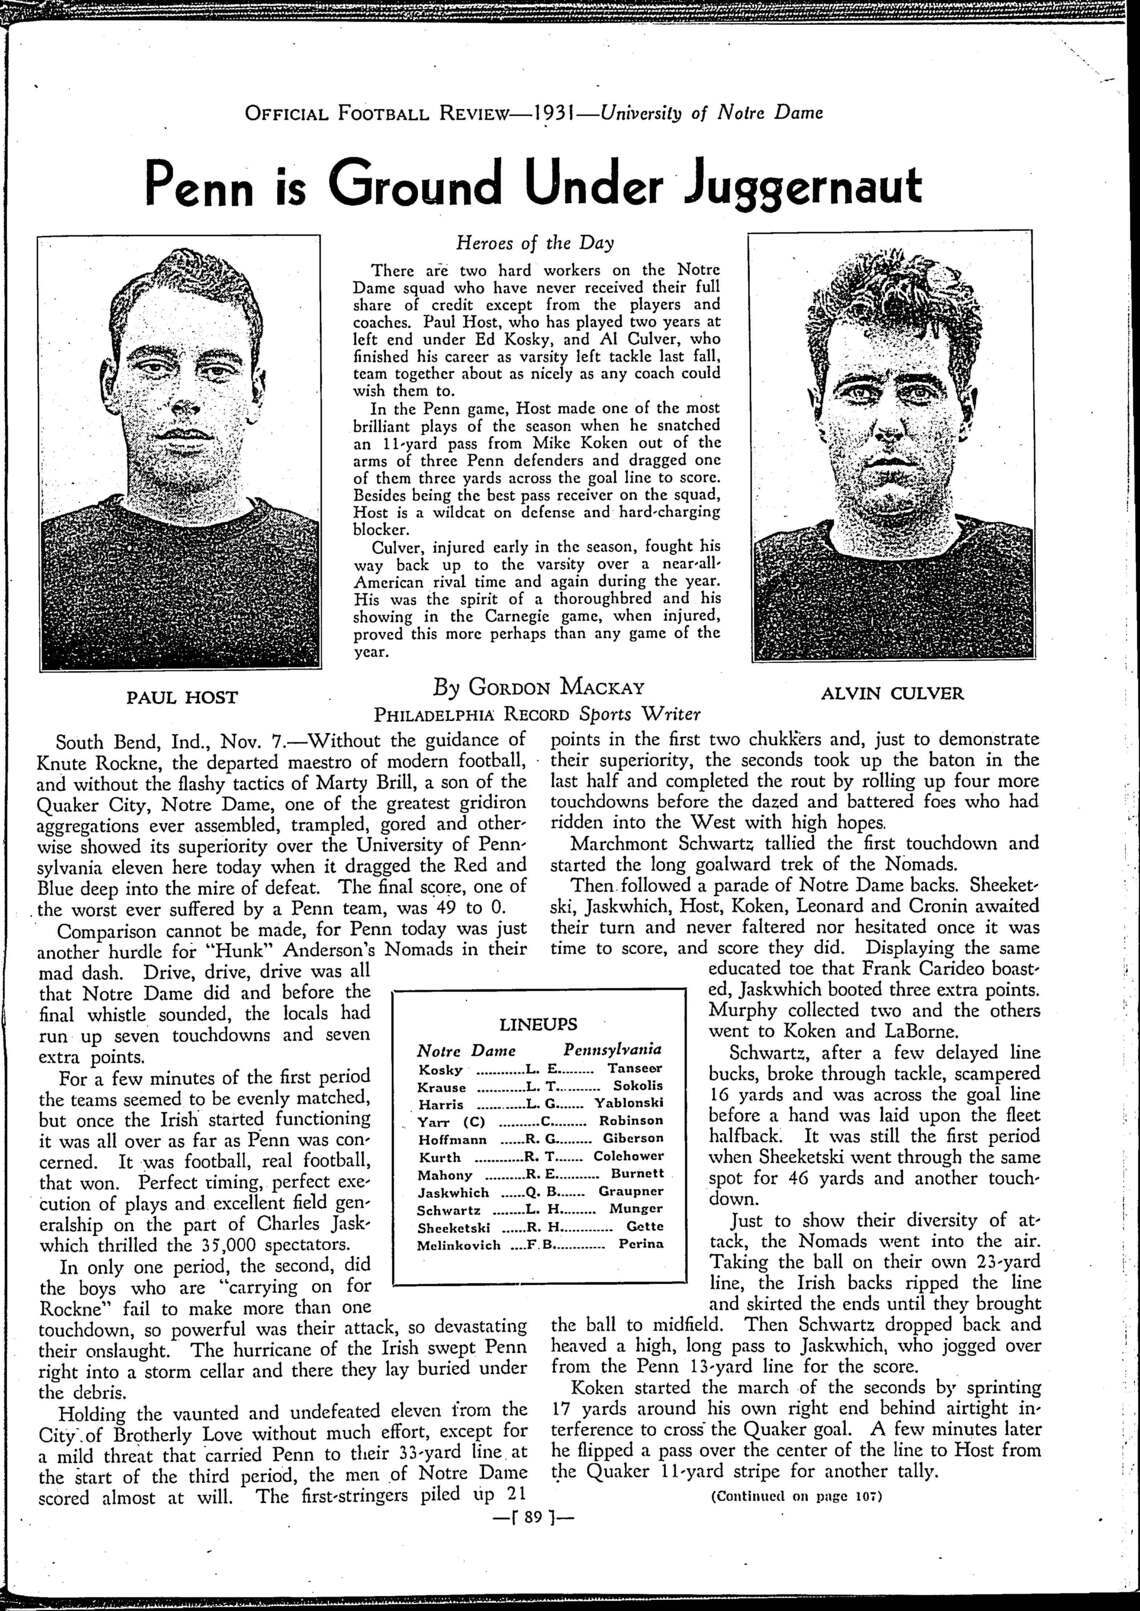 OFFICIAL FOOTBALL REVIEW—1931—University of Notre Dame
Penn is Ground Under Juggernaut
Heroes of the Day
There are two hard workers on the Notre
Dame squad who have never received their full
share of credit except from the players and
coaches. Paul Host, who has played two years at
left end under Ed Kosky, and Al Culver, who
finished his career as varsity left tackle last fall,
team together about as nicely as any coach could
wish them to.
In the Penn game, Host made one of the most
brilliant plays of the season when he snatched
an 11-yard pass from Mike Koken out of the
arms of three Penn defenders and dragged one
of them three yards across the goal line to score.
Besides being the best pass receiver on the squad,
Host is a wildcat on defense and hard-charging
blocker.
Culver, injured early in the season, fought his
way back up to the varsity over a near-all-
American rival time and again during the year.
His was the spirit of a thoroughbred and his
showing in the Carnegie game, when injured,
proved this more perhaps than any game of the
year.
PAUL HOST
ALVIN CULVER
By GORDON MACKAY
PHILADELPHIA RECORD Sports Writer
South Bend, Ind., Nov. 7.—Without the guidance of
Knute Rockne, the departed maestro of modern football,
and without the flashy tactics of Marty Brill, a son of the
Quaker City, Notre Dame, one of the greatest gridiron
aggregations ever assembled, trampled, gored and other-
wise showed its superiority over the University of Penn-
sylvania eleven here today when it dragged the Red and
Blue deep into the mire of defeat. The final score, one of
the worst ever suffered by a Penn team, was 49 to 0.
Comparison cannot be made, for Penn today was just
another hurdle for "Hunk" Anderson's Nomads in their
mad dash. Drive, drive, drive was all
that Notre Dame did and before the
final whistle sounded, the locals had
run up seven touchdowns and seven
extra points.
For a few minutes of the first period
the teams seemed to be evenly matched,
but once the Irish started functioning
it was all over as far as Penn was con-
cerned. It was football, real football,
that won. Perfect timing, perfect exe-
cution of plays and excellent field gen-
eralship on the part of Charles Jask-
which thrilled the 35,000 spectators.
In only one period, the second, did
the boys who are "carrying on for
Rockne" fail to make more than one
touchdown, so powerful was their attack, so devastating
their onslaught. The hurricane of the Irish swept Penn
right into a storm cellar and there they lay buried under
the debris.
Holding the vaunted and undefeated eleven from the
City of Brotherly Love without much effort, except for
a mild threat that carried Penn to their 33-yard line at
the start of the third period, the men of Notre Dame
scored almost at will. The first-stringers piled up 21
LINEUPS
Notre Dame Pennsylvania
Kosky ............L. E......... Tanseer
Krause ............L. T........... Sokolis
Harris ............L. G...... Yablonski
Yarr (C) ..........C......... Robinson
Hoffmann ......R. G......... Giberson
Kurth ............R. T....... Colehower
Mahony ..........R. E........... Burnett
Jaskwhich ......Q. B...... Graupner
Schwartz ........L. H......... Munger
Sheeketski ......R. H............. Gette
Melinkovich ....F. B............. Perina
points in the first two chukkers and, just to demonstrate
their superiority, the seconds took up the baton in the
last half and completed the rout by rolling up four more
touchdowns before the dazed and battered foes who had
ridden into the West with high hopes.
Marchmont Schwartz tallied the first touchdown and
started the long goalward trek of the Nomads.
Then followed a parade of Notre Dame backs. Sheeket-
ski, Jaskwhich, Host, Koken, Leonard and Cronin awaited
their turn and never faltered nor hesitated once it was
time to score, and score they did. Displaying the same
educated toe that Frank Carideo boast-
ed, Jaskwhich booted three extra points.
Murphy collected two and the others
went to Koken and LaBorne.
Schwartz, after a few delayed line
bucks, broke through tackle, scampered
16 yards and was across the goal line
before a hand was laid upon the fleet
halfback. It was still the first period
when Sheeketski went through the same
spot for 46 yards and another touch-
down.
Just to show their diversity of at-
tack, the Nomads went into the air.
Taking the ball on their own 23-yard
line, the Irish backs ripped the line
and skirted the ends until they brought
the ball to midfield. Then Schwartz dropped back and
heaved a high, long pass to Jaskwhich, who jogged over
from the Penn 13-yard line for the score.
Koken started the march of the seconds by sprinting
17 yards around his own right end behind airtight in-
terference to cross the Quaker goal. A few minutes later
he flipped a pass over the center of the line to Host from
the Quaker 11-yard stripe for another tally.
(Continued on page 107)
—[ 89 ]—